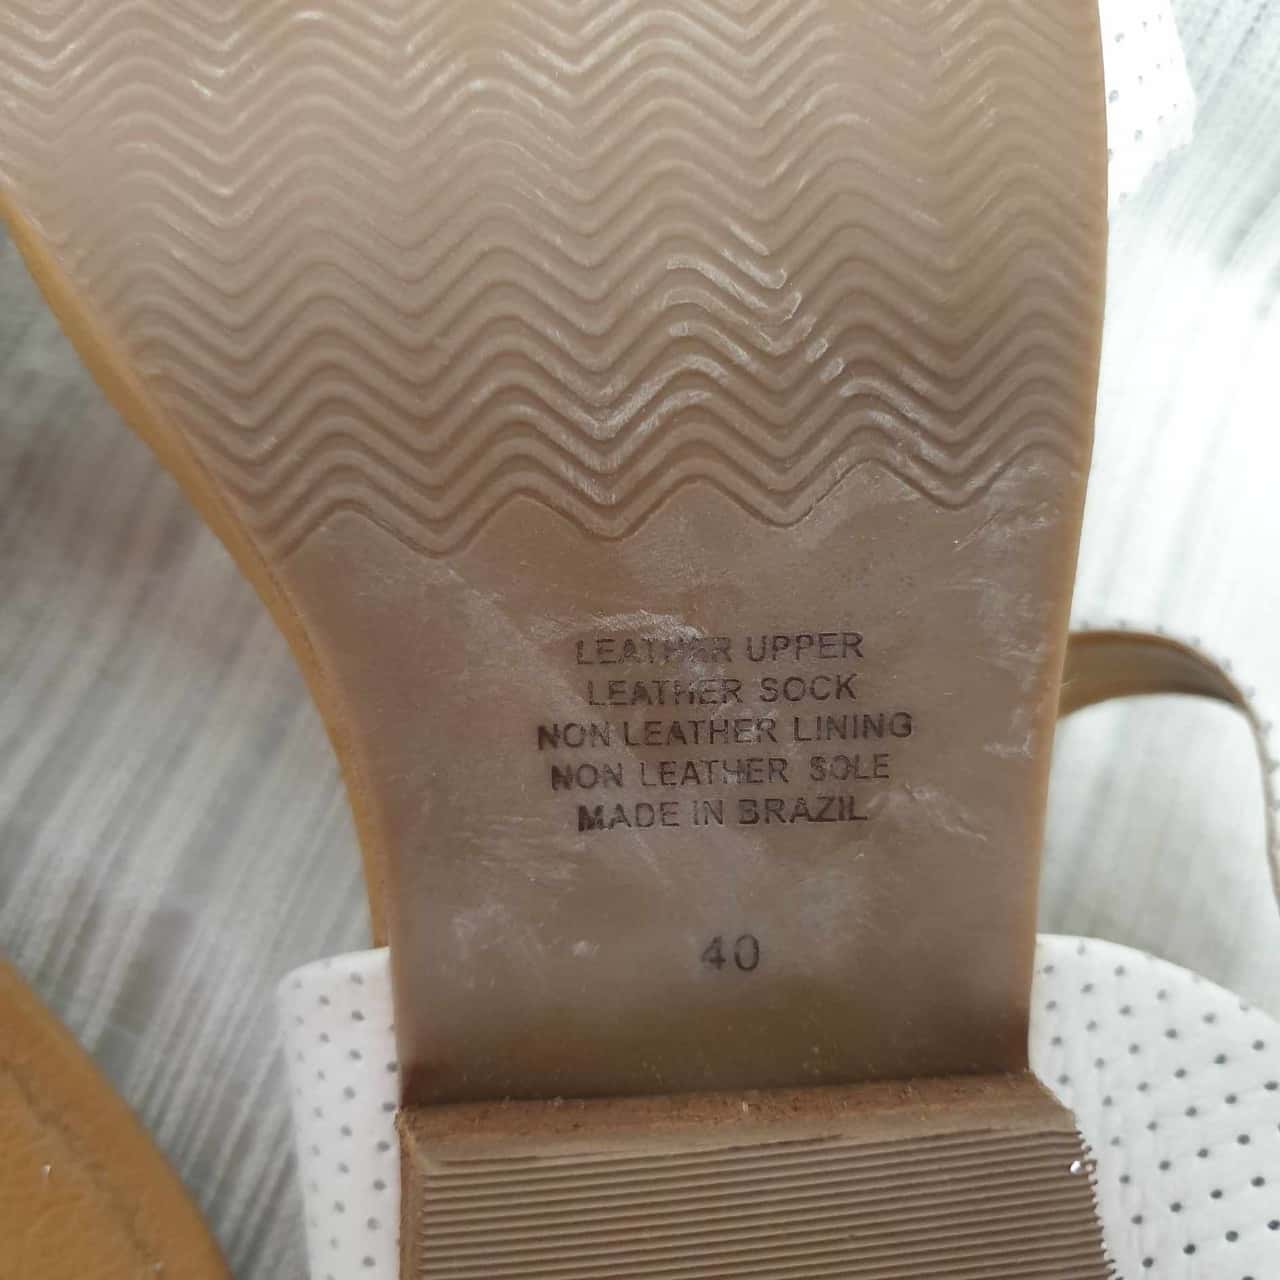 LEATHER UPPER
LEATHER SOCK
NON LEATHER LINING
NON LEATHER SOLE
MADE IN BRAZIL
40